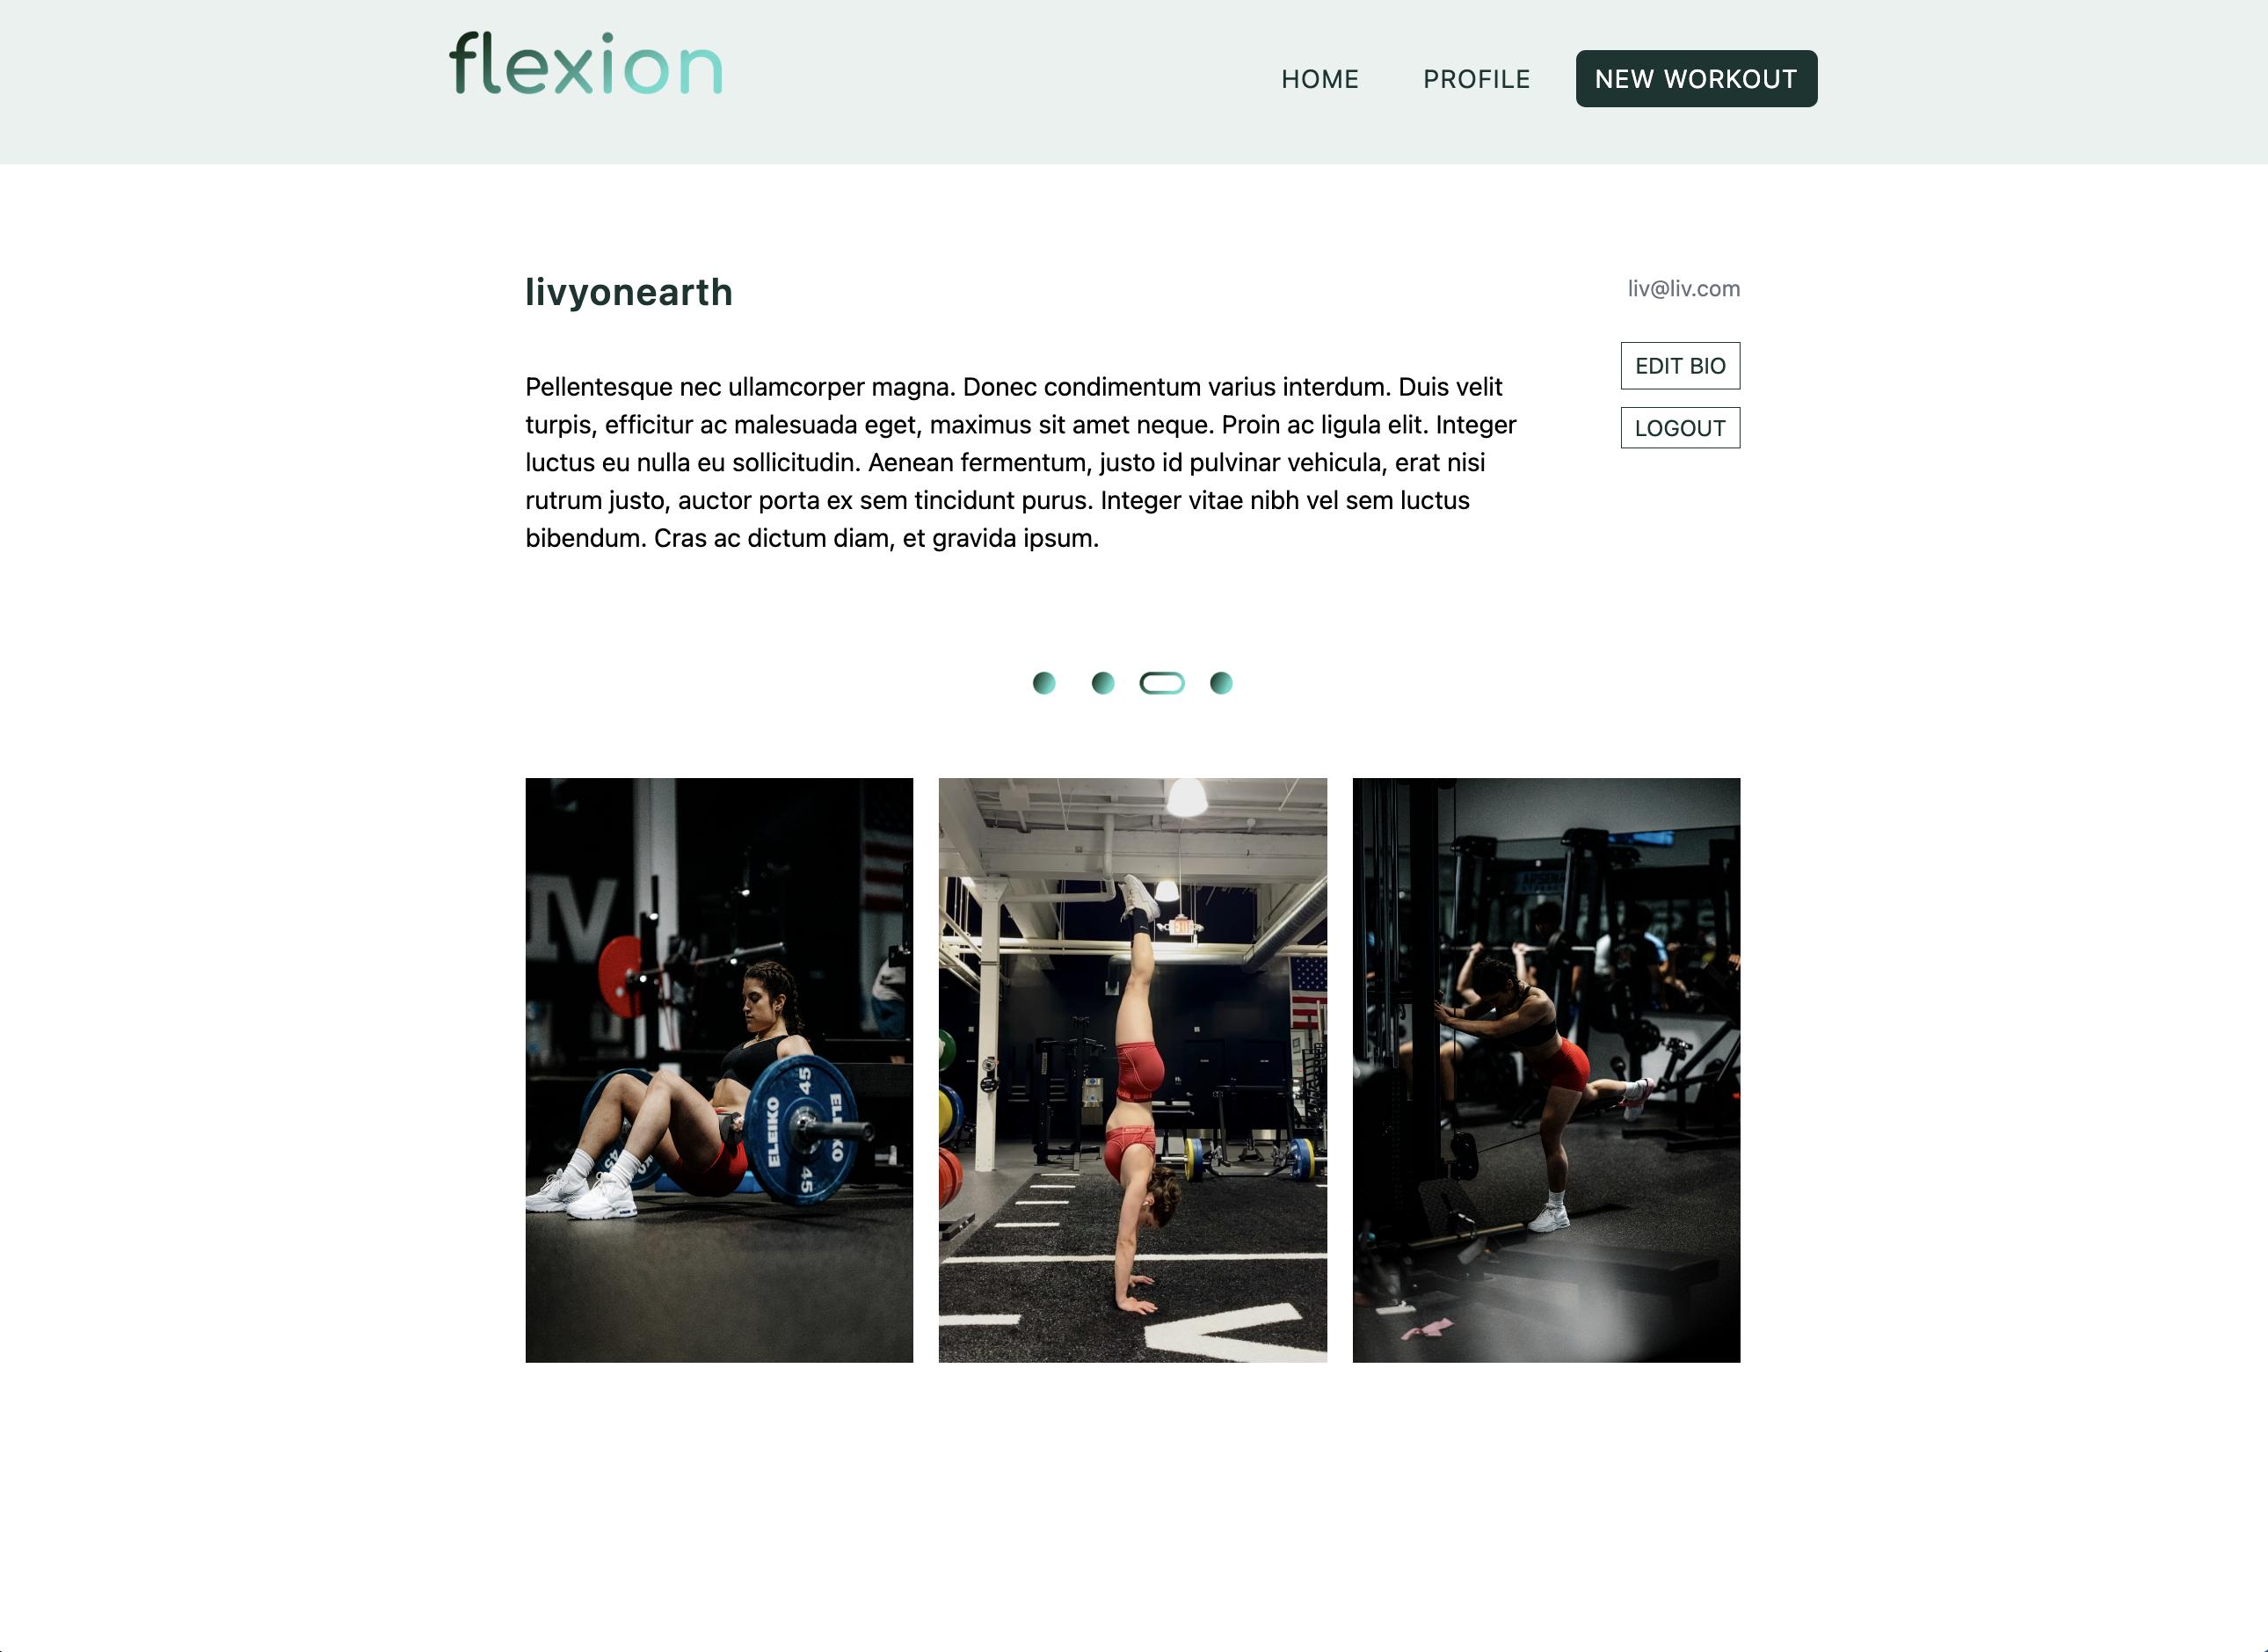 flexion
HOME
PROFILE
NEW WORKOUT
livyonearth
liv@liv.com
Pellentesque nec ullamcorper magna. Donec condimentum varius interdum. Duis velit
turpis, efficitur ac malesuada eget, maximus sit amet neque. Proin ac ligula elit. Integer
luctus eu nulla eu sollicitudin. Aenean fermentum, justo id pulvinar vehicula, erat nisi
rutrum justo, auctor porta ex sem tincidunt purus. Integer vitae nibh vel sem luctus
bibendum. Cras ac dictum diam, et gravida ipsum.
EDIT BIO
LOGOUT
IV
45
ELEIKO
45
45
EXIT